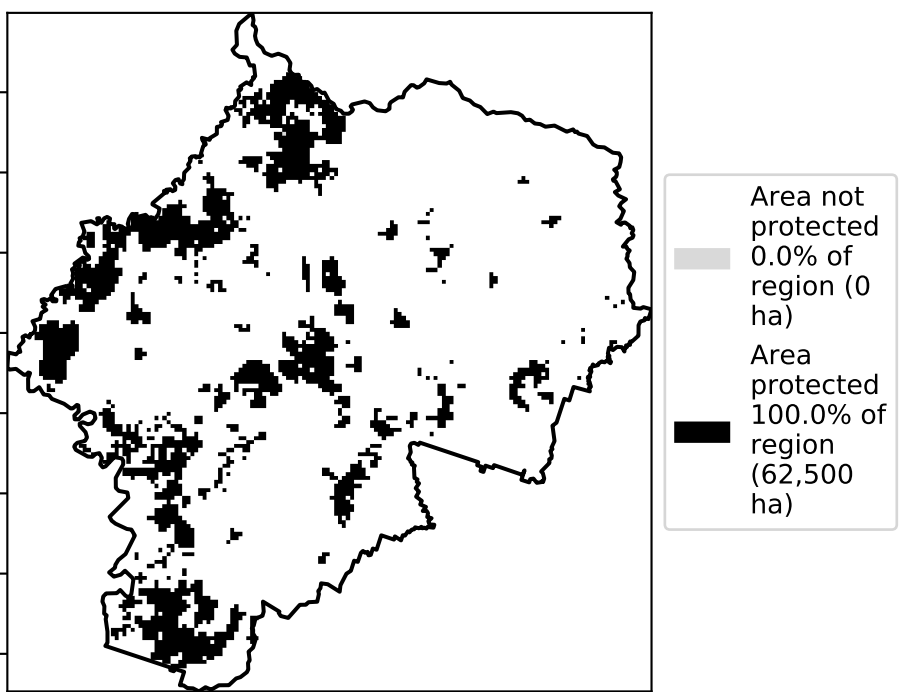 Area not
protected
0.0% of
region (0
ha)
Area
protected
100.0% of
region
(62,500
ha)